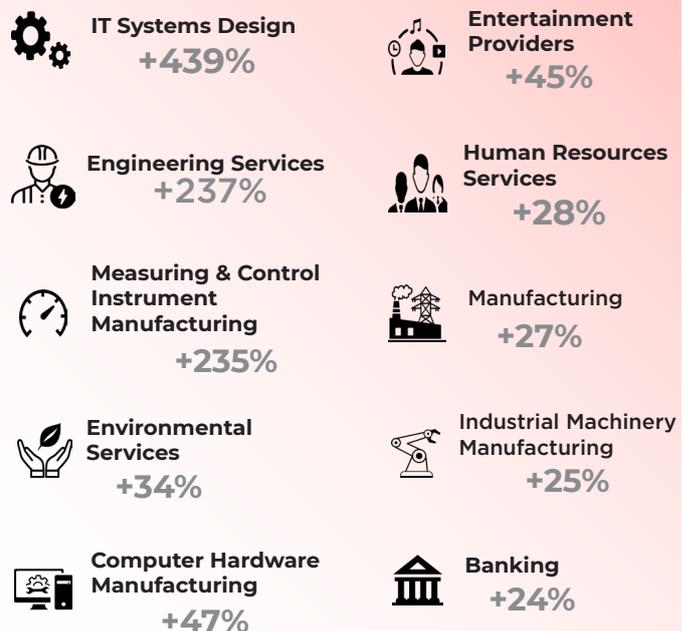 IT Systems Design
+439%
Engineering Services
+237%
Measuring & Control
Instrument
Manufacturing
+235%
Environmental
Services
+34%
Computer Hardware
Manufacturing
+47%
Entertainment
Providers
+45%
Human Resources
Services
+28%
Manufacturing
+27%
Industrial Machinery
Manufacturing
+25%
Banking
+24%